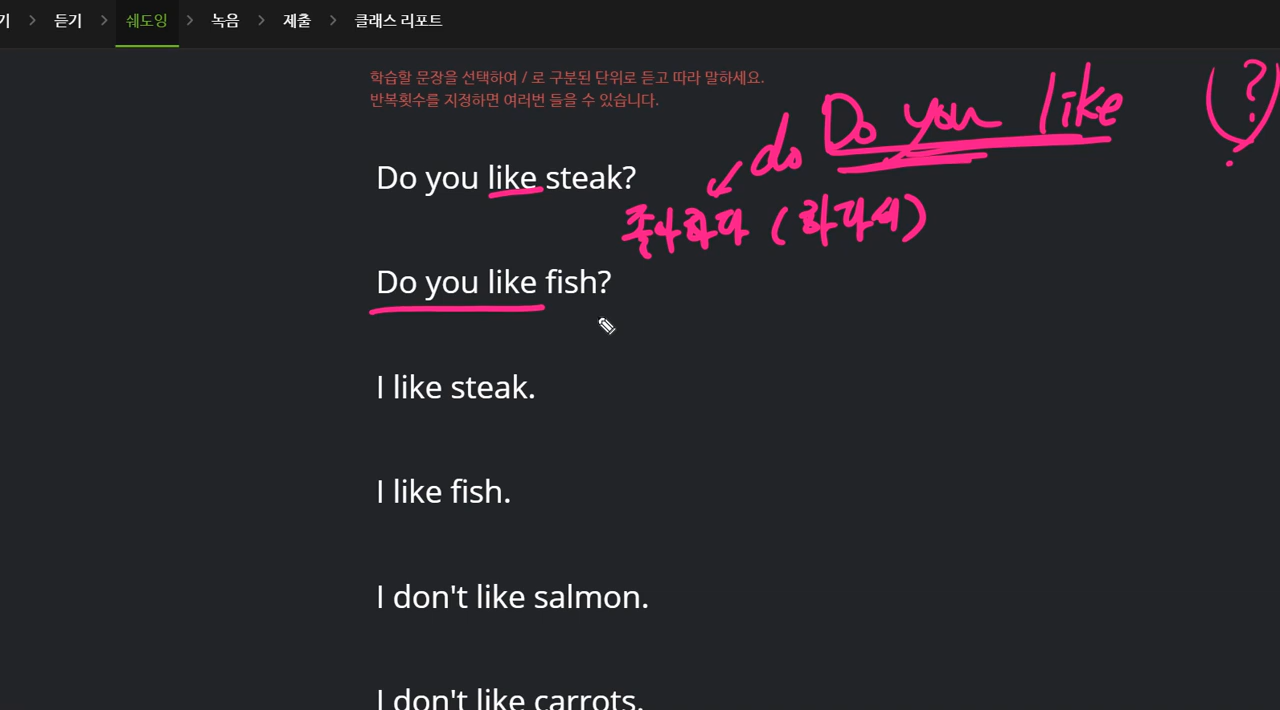 기 > 듣기 > 쉐도잉 > 녹음 > 제출 > 클래스 리포트
학습할 문장을 선택하여 / 로 구분된 단위로 듣고 따라 말하세요.
반복횟수를 지정하면 여러번 들을 수 있습니다.
do Do you like (?)
Do you like steak?
(하다씨)
Do you like fish?
I like steak.
I like fish.
I don't like salmon.
I don't like carrots.